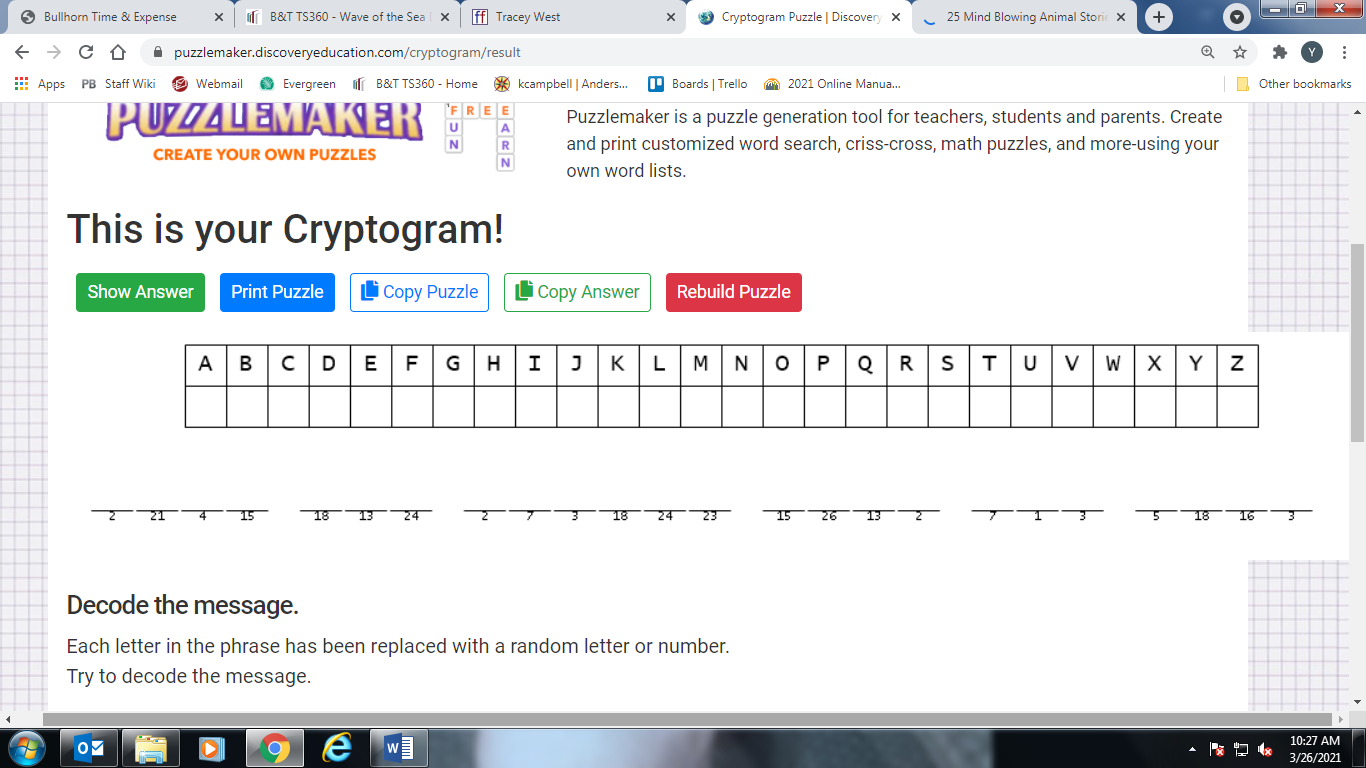 Bullhorn Time & Expense
B&T TS360 - Wave of the Sea
Tracey West
Cryptogram Puzzle | Discovery
25 Mind Blowing Animal Storie
puzzlemaker.discoveryeducation.com/cryptogram/result
Y
Apps
PB Staff Wiki
Webmail
Evergreen
B&T TS360 - Home
kcampbell | Anders...
Boards | Trello
2021 Online Manua...
Other bookmarks
PUZZLEMAKER
CREATE YOUR OWN PUZZLES
FREE
FUN
EARN
Puzzlemaker is a puzzle generation tool for teachers, students and parents. Create
and print customized word search, criss-cross, math puzzles, and more-using your
own word lists.
This is your Cryptogram!
Show Answer
Print Puzzle
Copy Puzzle
Copy Answer
Rebuild Puzzle
A B C D E F G H I J K L M N O P Q R S T U V W X Y Z
2 21 4 15 18 13 24 2 7 3 18 24 23 15 26 13 2 7 1 3 5 18 16 3
Decode the message.
Each letter in the phrase has been replaced with a random letter or number.
Try to decode the message.
10:27 AM
3/26/2021